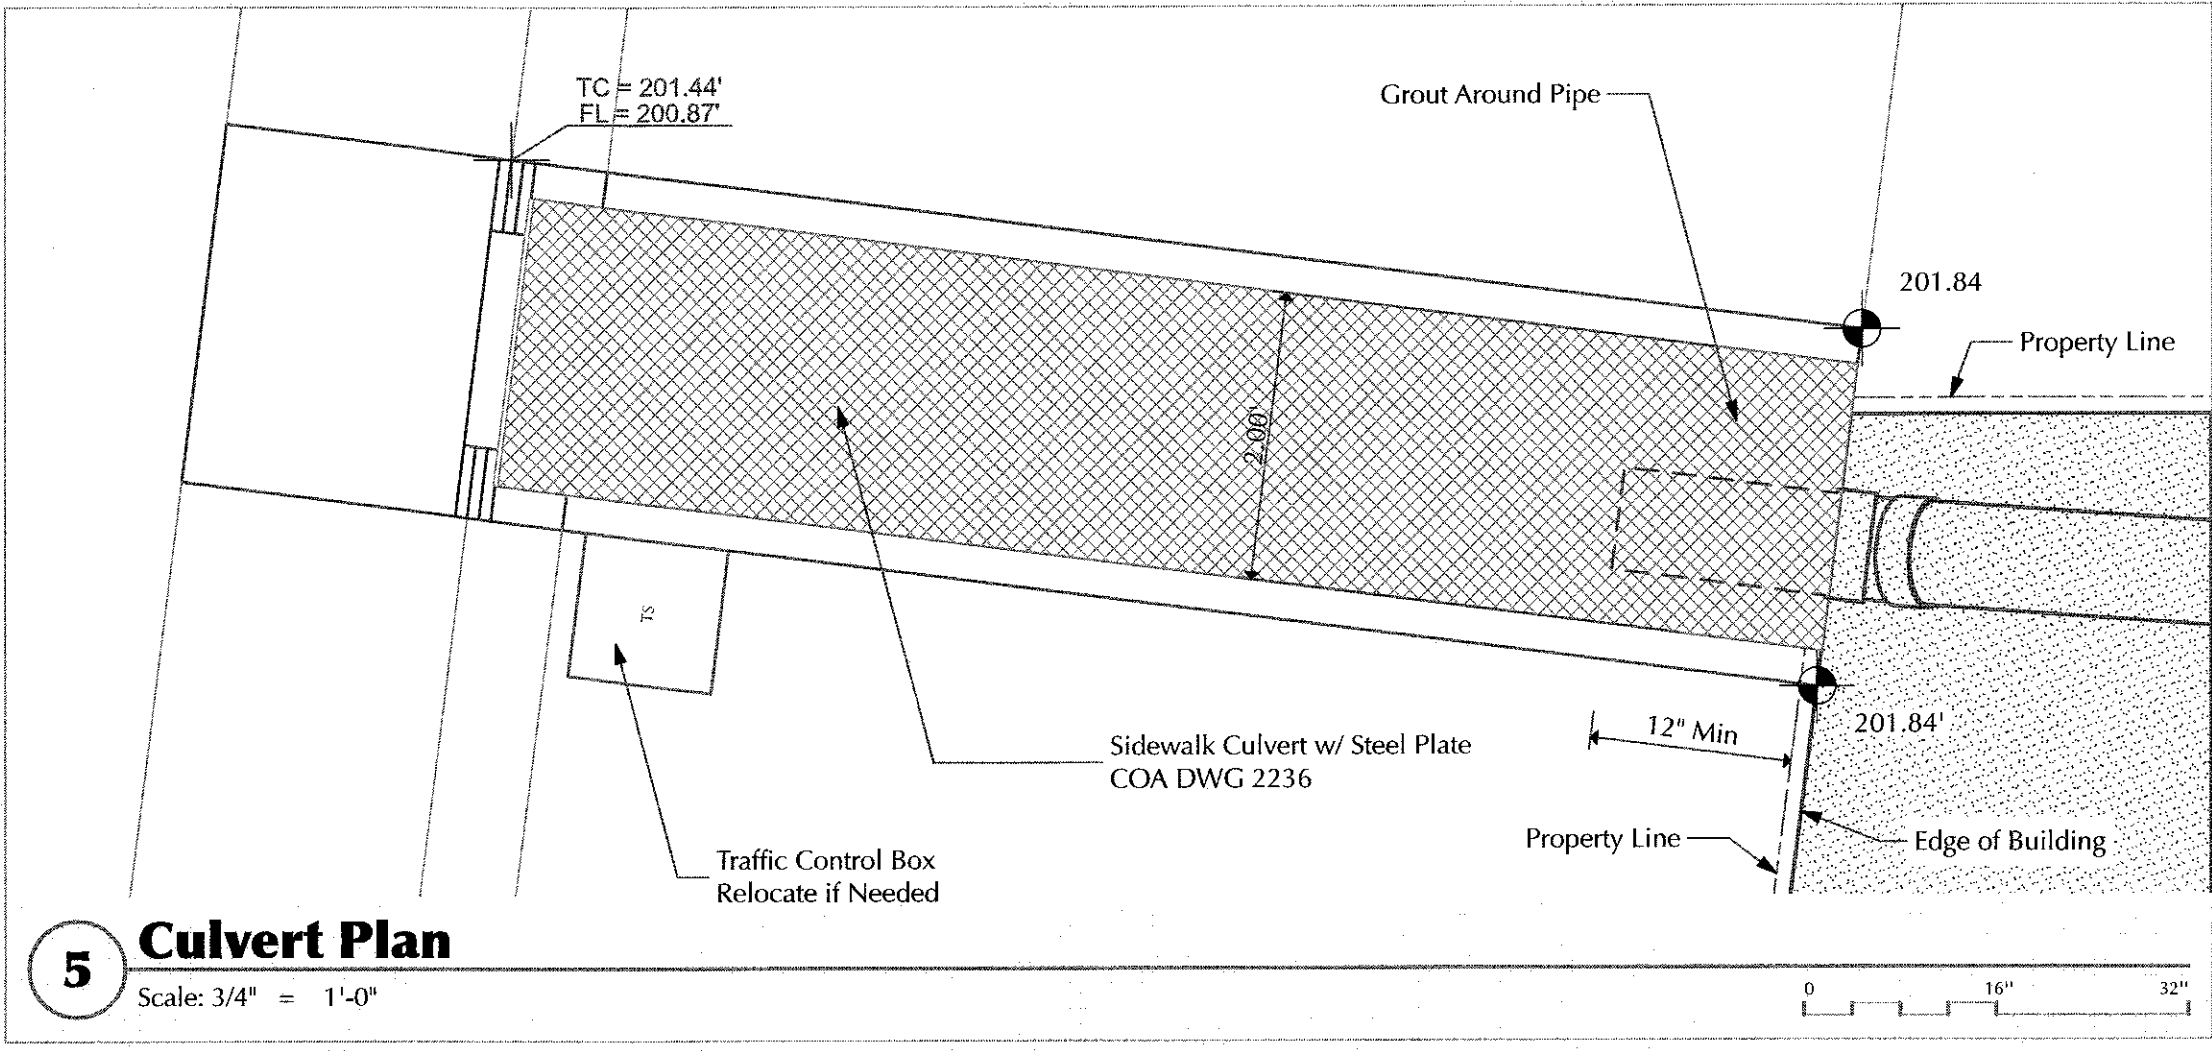 TC = 201.44'
FL = 200.87'
Grout Around Pipe
201.84
Property Line
2.00'
TS
12" Min
201.84'
Sidewalk Culvert w/ Steel Plate
COA DWG 2236
Property Line
Edge of Building
Traffic Control Box
Relocate if Needed
5
Culvert Plan
Scale: 3/4" = 1'-0"
0 16" 32"